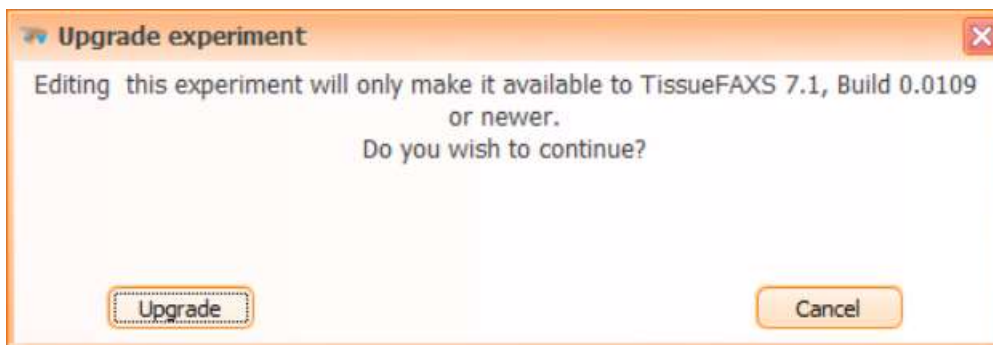 Upgrade experiment
Editing  this experiment will only make it available to TissueFAXS 7.1, Build 0.0109
or newer.
Do you wish to continue?
Upgrade
Cancel